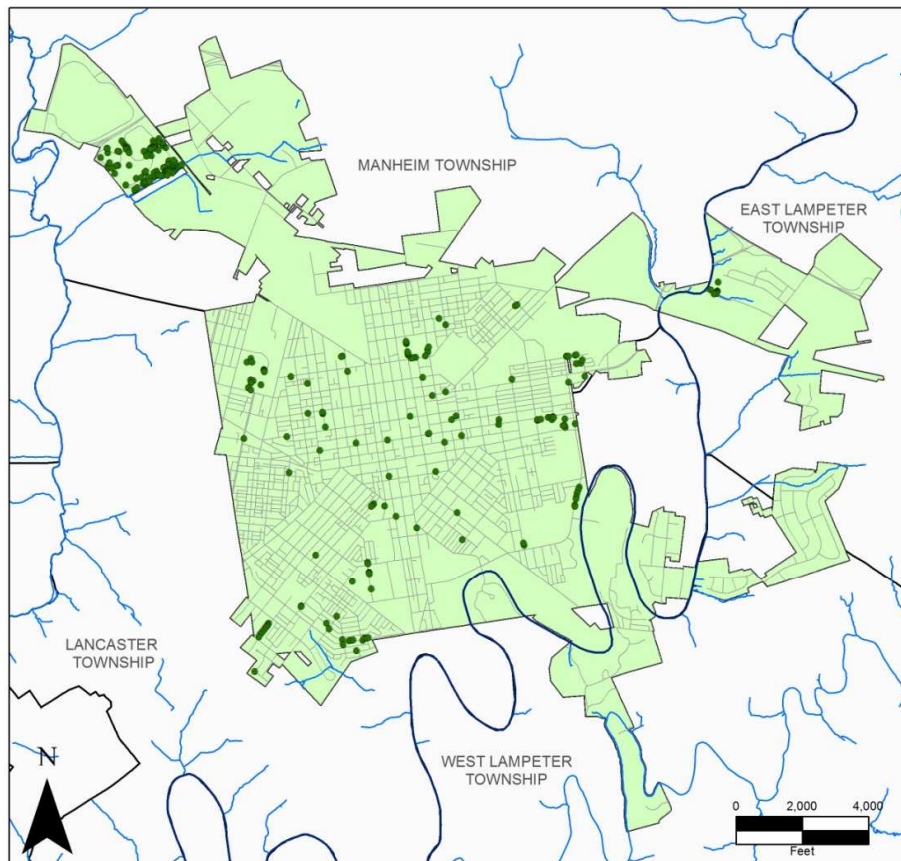 MANHEIM TOWNSHIP
EAST LAMPETER
TOWNSHIP
LANCASTER
TOWNSHIP
N
WEST LAMPETER
TOWNSHIP
0 2,000 4,000
Feet